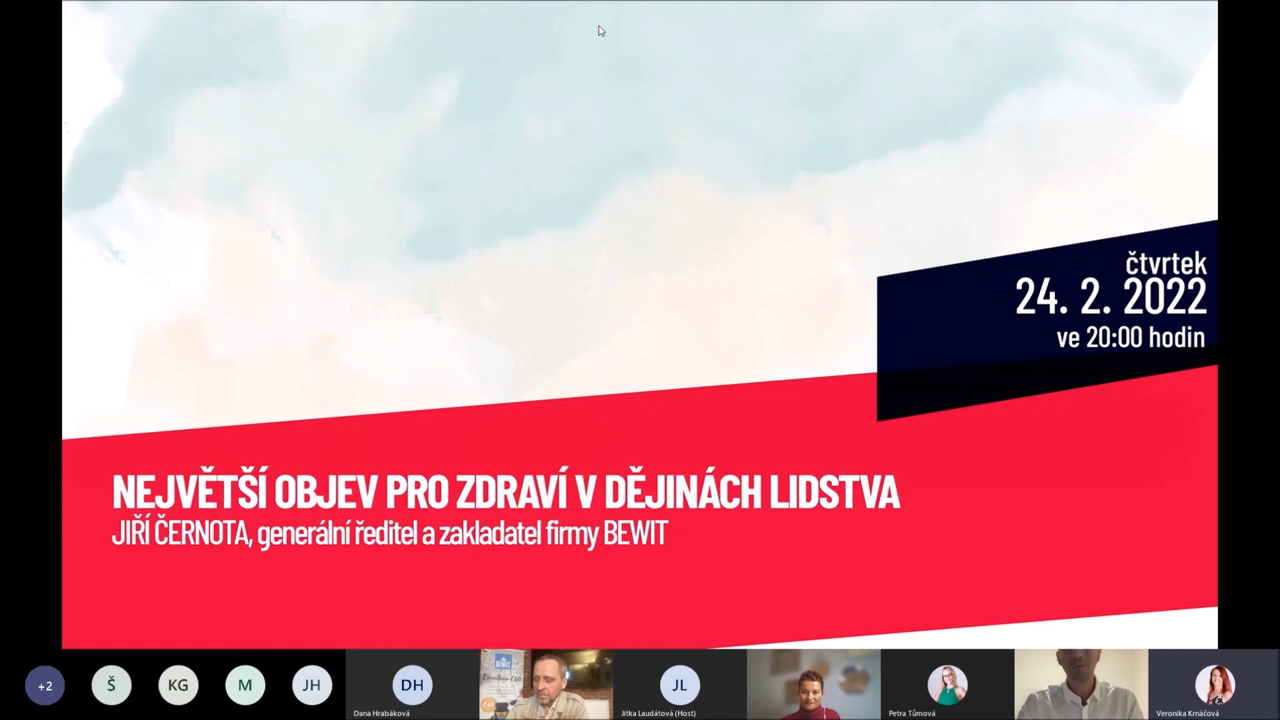 čtvrtek
24. 2. 2022
ve 20:00 hodin
NEJVĚTŠÍ OBJEV PRO ZDRAVÍ V DĚJINÁCH LIDSTVA
JIŘÍ ČERNOTA, generální ředitel a zakladatel firmy BEWIT
+2
Š
KG
M
JH
DH
Dana Hrabáková
BEWIT
JL
Jitka Laudátová (Host)
Petra Tůmová
Veronika Krnáčová